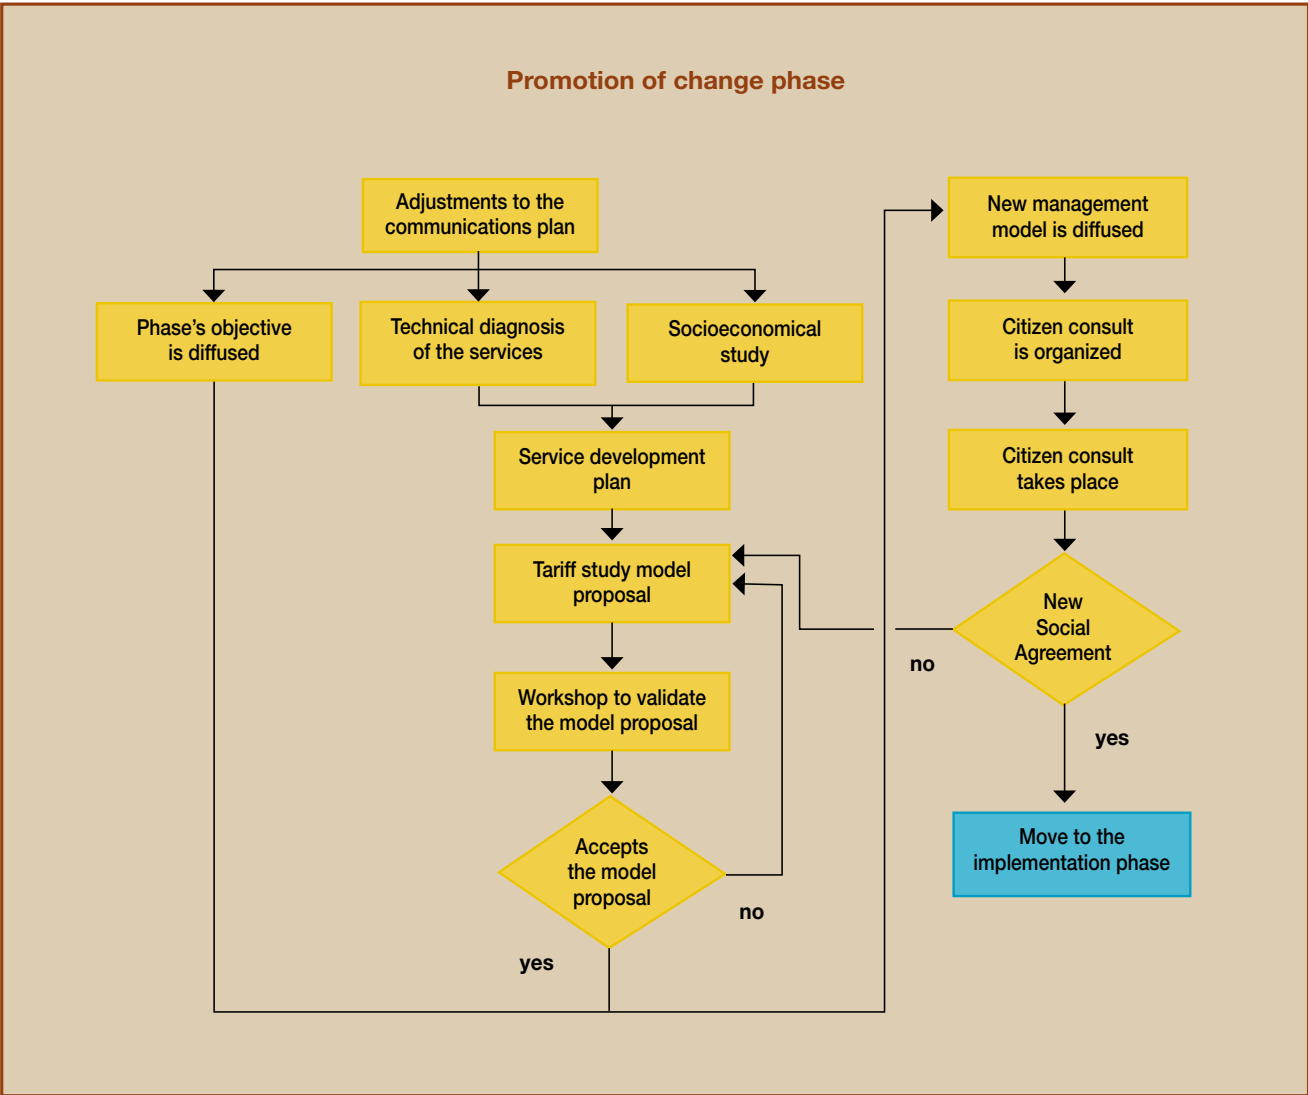 Promotion of change phase
Adjustments to the
communications plan
Phase's objective
is diffused
Technical diagnosis
of the services
Socioeconomical
study
Service development
plan
Tariff study model
proposal
Workshop to validate
the model proposal
Accepts
the model
proposal
no
yes
New management
model is diffused
Citizen consult
is organized
Citizen consult
takes place
New
Social
Agreement
no
yes
Move to the
implementation phase